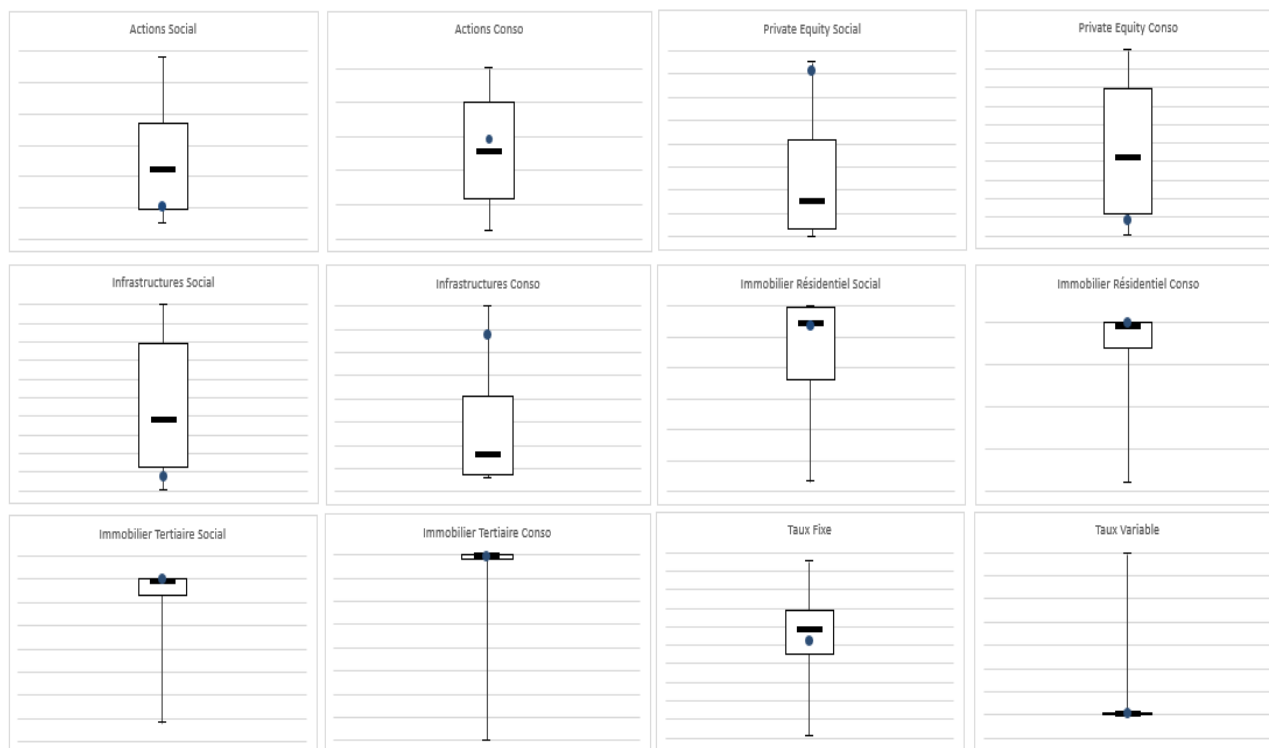 Actions Social
Actions Conso
Private Equity Social
Private Equity Conso
Infrastructures Social
Infrastructures Conso
Immobilier Résidentiel Social
Immobilier Résidentiel Conso
Immobilier Tertiaire Social
Immobilier Tertiaire Conso
Taux Fixe
Taux Variable